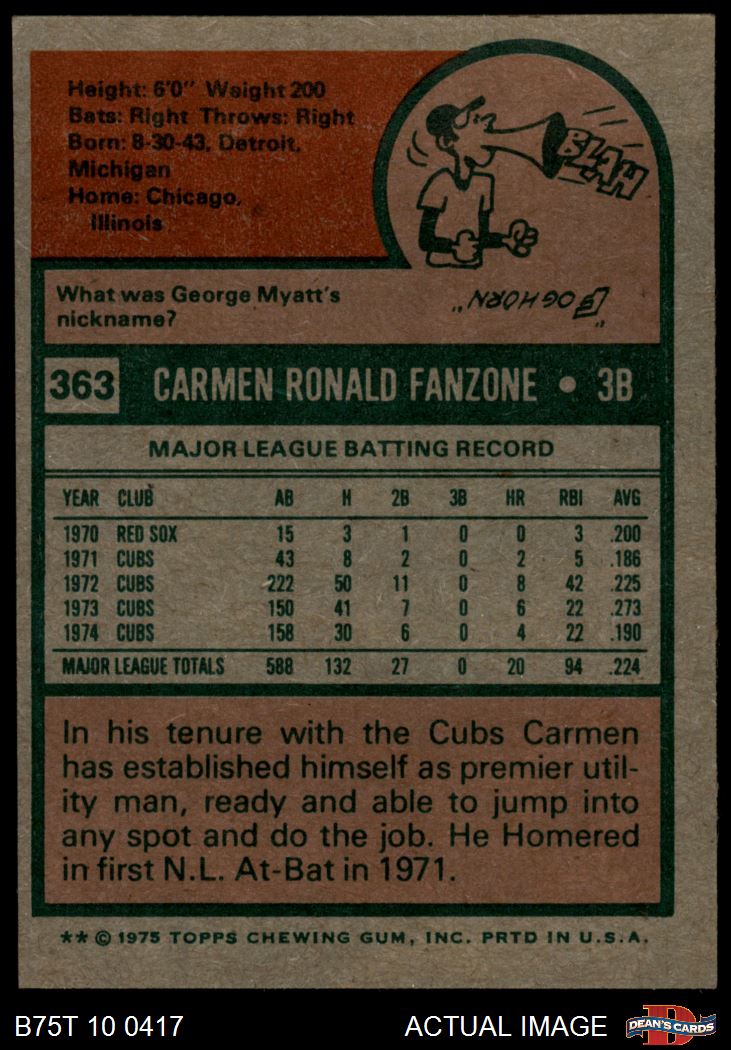 Height: 6'0" Weight 200
Bats: Right Throws: Right
Born: 8-30-43, Detroit,
Michigan
Home: Chicago,
Illinois
BLAH
What was George Myatt's
nickname?
"FOGHORN"
363 CARMEN RONALD FANZONE • 3B
MAJOR LEAGUE BATTING RECORD
YEAR CLUB AB H 2B 3B HR RBI AVG
1970 RED SOX 15 3 1 0 0 3 .200
1971 CUBS 43 8 2 0 2 5 .186
1972 CUBS 222 50 11 0 8 42 .225
1973 CUBS 150 41 7 0 6 22 .273
1974 CUBS 158 30 6 0 4 22 .190
MAJOR LEAGUE TOTALS 588 132 27 0 20 94 .224
In his tenure with the Cubs Carmen
has established himself as premier util-
ity man, ready and able to jump into
any spot and do the job. He Homered
in first N.L. At-Bat in 1971.
** © 1975 TOPPS CHEWING GUM, INC. PRTD IN U.S.A.
B75T 10 0417 ACTUAL IMAGE
D
DEAN'S CARDS